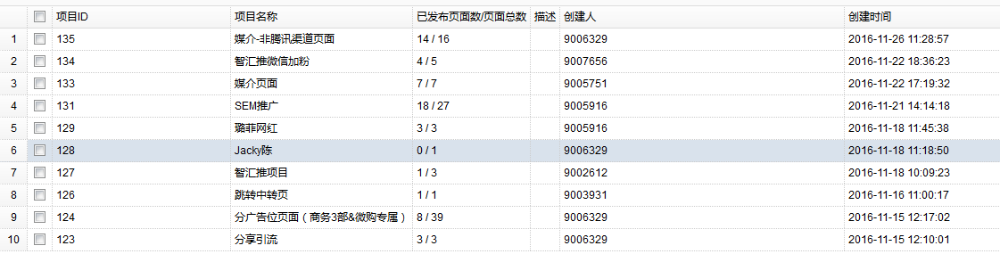 项目ID 项目名称 已发布页面数/页面总数 描述 创建人 创建时间
1 135 媒介-非腾讯渠道页面 14 / 16 9006329 2016-11-26 11:28:57
2 134 智汇推微信加粉 4 / 5 9007656 2016-11-22 18:36:23
3 133 媒介页面 7 / 7 9005751 2016-11-22 17:19:32
4 131 SEM推广 18 / 27 9005916 2016-11-21 14:14:18
5 129 璐菲网红 3 / 3 9005916 2016-11-18 11:45:38
6 128 Jacky陈 0 / 1 9006329 2016-11-18 11:18:50
7 127 智汇推项目 1 / 3 9002612 2016-11-18 10:09:23
8 126 跳转中转页 1 / 1 9003931 2016-11-16 11:00:17
9 124 分广告位页面（商务3部&微购专属） 8 / 39 9006329 2016-11-15 12:17:02
10 123 分享引流 3 / 3 9006329 2016-11-15 12:10:01